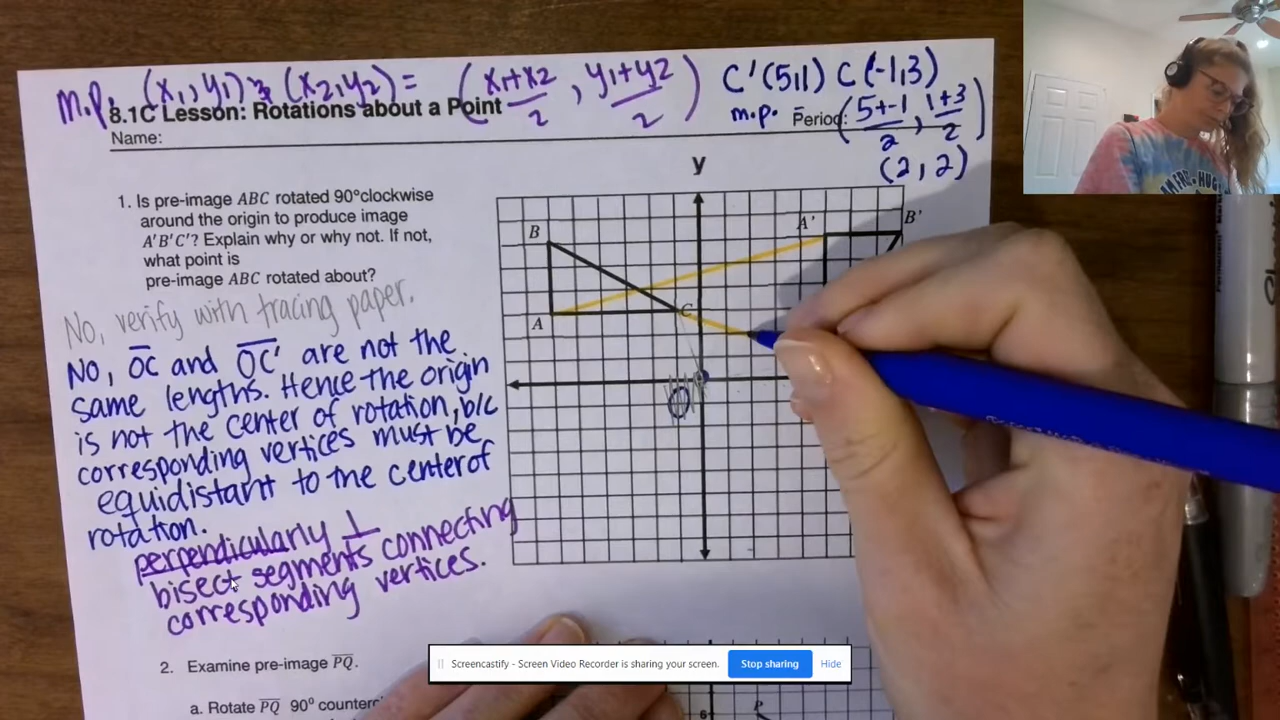 m.p. (x₁,y₁) & (x₂,y₂) = (x₁+x₂/2 , y₁+y₂/2) C'(5,1) C(-1,3)
8.1C Lesson: Rotations about a Point
m.p. (5+-1/2 , 1+3/2)
Name: Period:
(2,2)
1. Is pre-image ABC rotated 90°clockwise
around the origin to produce image
A'B'C'? Explain why or why not. If not,
what point is
pre-image ABC rotated about?
No, verify with tracing paper.
No, OC and OC' are not the
same lengths. Hence the origin
is not the center of rotation, b/c
corresponding vertices must be
equidistant to the center of
rotation.
perpendicularly ⊥
bisect segments connecting
corresponding vertices.
y
B
A' B'
C
A
O
2. Examine pre-image PQ.
a. Rotate PQ 90°
6
P
Screencastify - Screen Video Recorder is sharing your screen. Stop sharing Hide